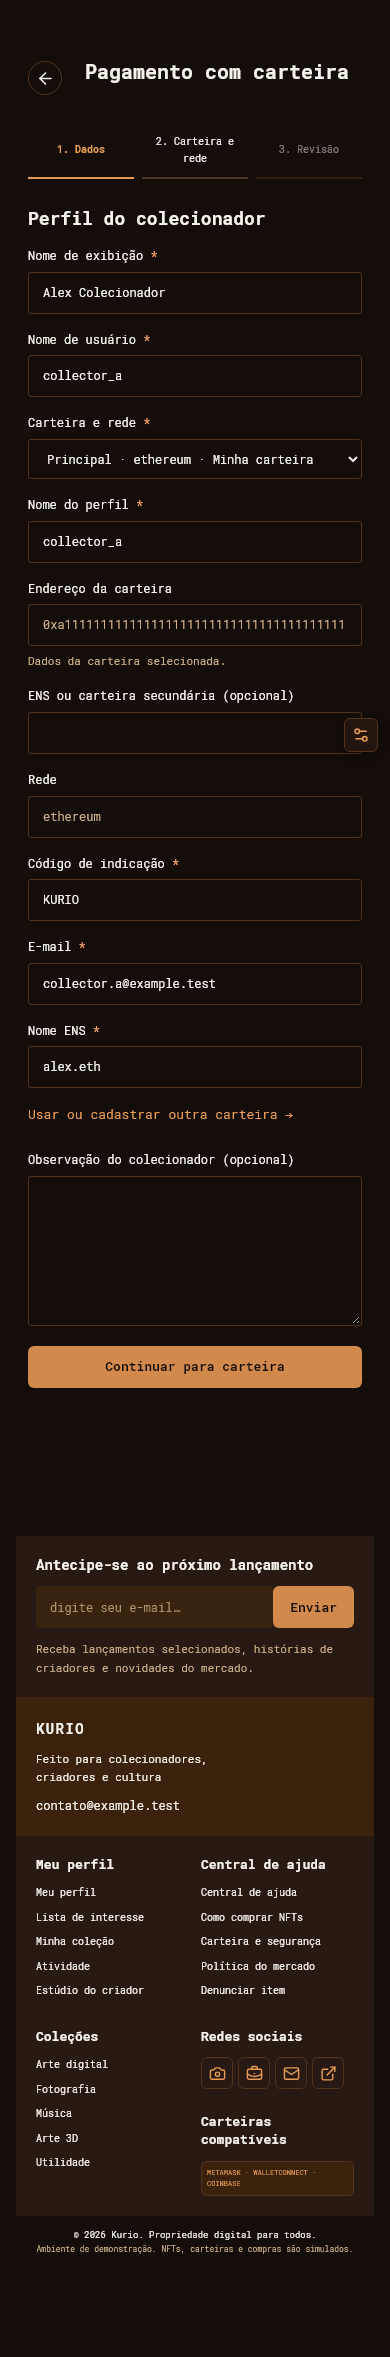 Pagamento com carteira
1. Dados
2. Carteira e
rede
3. Revisão
Perfil do colecionador
Nome de exibição *
Alex Colecionador
Nome de usuário *
collector_a
Carteira e rede *
Principal · ethereum · Minha carteira
Nome do perfil *
collector_a
Endereço da carteira
0xa111111111111111111111111111111111111111
Dados da carteira selecionada.
ENS ou carteira secundária (opcional)
Rede
ethereum
Código de indicação *
KURIO
E-mail *
collector.a@example.test
Nome ENS *
alex.eth
Usar ou cadastrar outra carteira →
Observação do colecionador (opcional)
Continuar para carteira
Antecipe-se ao próximo lançamento
digite seu e-mail…
Enviar
Receba lançamentos selecionados, histórias de
criadores e novidades do mercado.
KURIO
Feito para colecionadores,
criadores e cultura
contato@example.test
Meu perfil
Meu perfil
Lista de interesse
Minha coleção
Atividade
Estúdio do criador
Central de ajuda
Central de ajuda
Como comprar NFTs
Carteira e segurança
Política do mercado
Denunciar item
Coleções
Arte digital
Fotografia
Música
Arte 3D
Utilidade
Redes sociais
Carteiras
compatíveis
METAMASK · WALLETCONNECT ·
COINBASE
© 2026 Kurio. Propriedade digital para todos.
Ambiente de demonstração. NFTs, carteiras e compras são simulados.